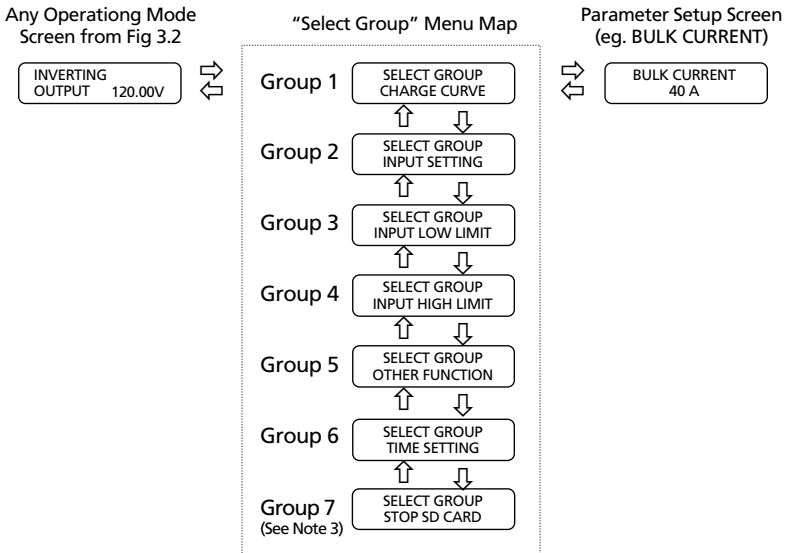 Any Operationg Mode
Screen from Fig 3.2
INVERTING
OUTPUT 120.00V
"Select Group" Menu Map
Group 1
SELECT GROUP
CHARGE CURVE
Group 2
SELECT GROUP
INPUT SETTING
Group 3
SELECT GROUP
INPUT LOW LIMIT
Group 4
SELECT GROUP
INPUT HIGH LIMIT
Group 5
SELECT GROUP
OTHER FUNCTION
Group 6
SELECT GROUP
TIME SETTING
Group 7
(See Note 3)
SELECT GROUP
STOP SD CARD
Parameter Setup Screen
(eg. BULK CURRENT)
BULK CURRENT
40 A